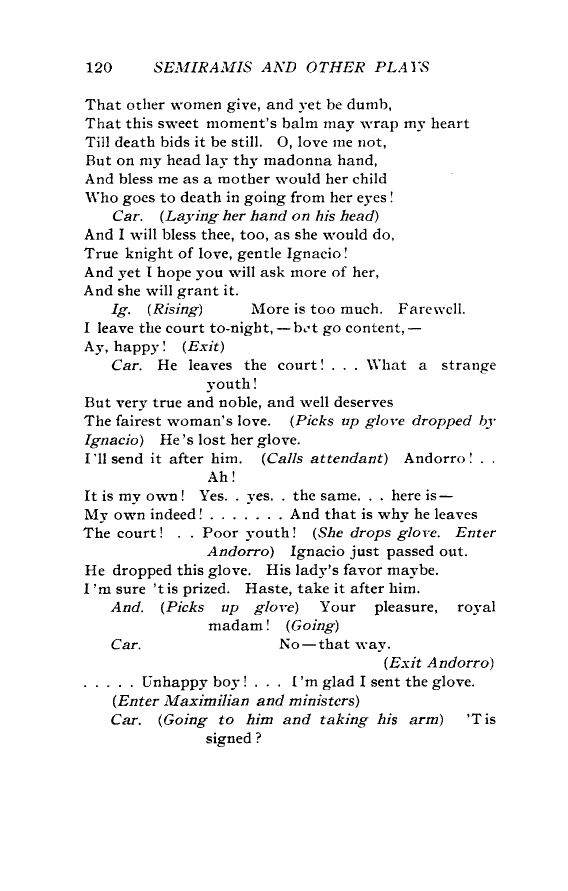 120 SEMIRAMIS AND OTHER PLAYS
That other women give, and yet be dumb,
That this sweet moment's balm may wrap my heart
Till death bids it be still. O, love me not,
But on my head lay thy madonna hand,
And bless me as a mother would her child
Who goes to death in going from her eyes!
Car. (Laying her hand on his head)
And I will bless thee, too, as she would do,
True knight of love, gentle Ignacio!
And yet I hope you will ask more of her,
And she will grant it.
Ig. (Rising) More is too much. Farewell.
I leave the court to-night, — but go content, —
Ay, happy! (Exit)
Car. He leaves the court! . . . What a strange
youth!
But very true and noble, and well deserves
The fairest woman's love. (Picks up glove dropped by
Ignacio) He's lost her glove.
I'll send it after him. (Calls attendant) Andorro! . .
Ah!
It is my own! Yes. . yes. . the same. . . here is—
My own indeed! . . . . . . . And that is why he leaves
The court! . . Poor youth! (She drops glove. Enter
Andorro) Ignacio just passed out.
He dropped this glove. His lady's favor maybe.
I'm sure 'tis prized. Haste, take it after him.
And. (Picks up glove) Your pleasure, royal
madam! (Going)
Car. No—that way.
(Exit Andorro)
. . . . . Unhappy boy! . . . I'm glad I sent the glove.
(Enter Maximilian and ministers)
Car. (Going to him and taking his arm) 'Tis
signed?